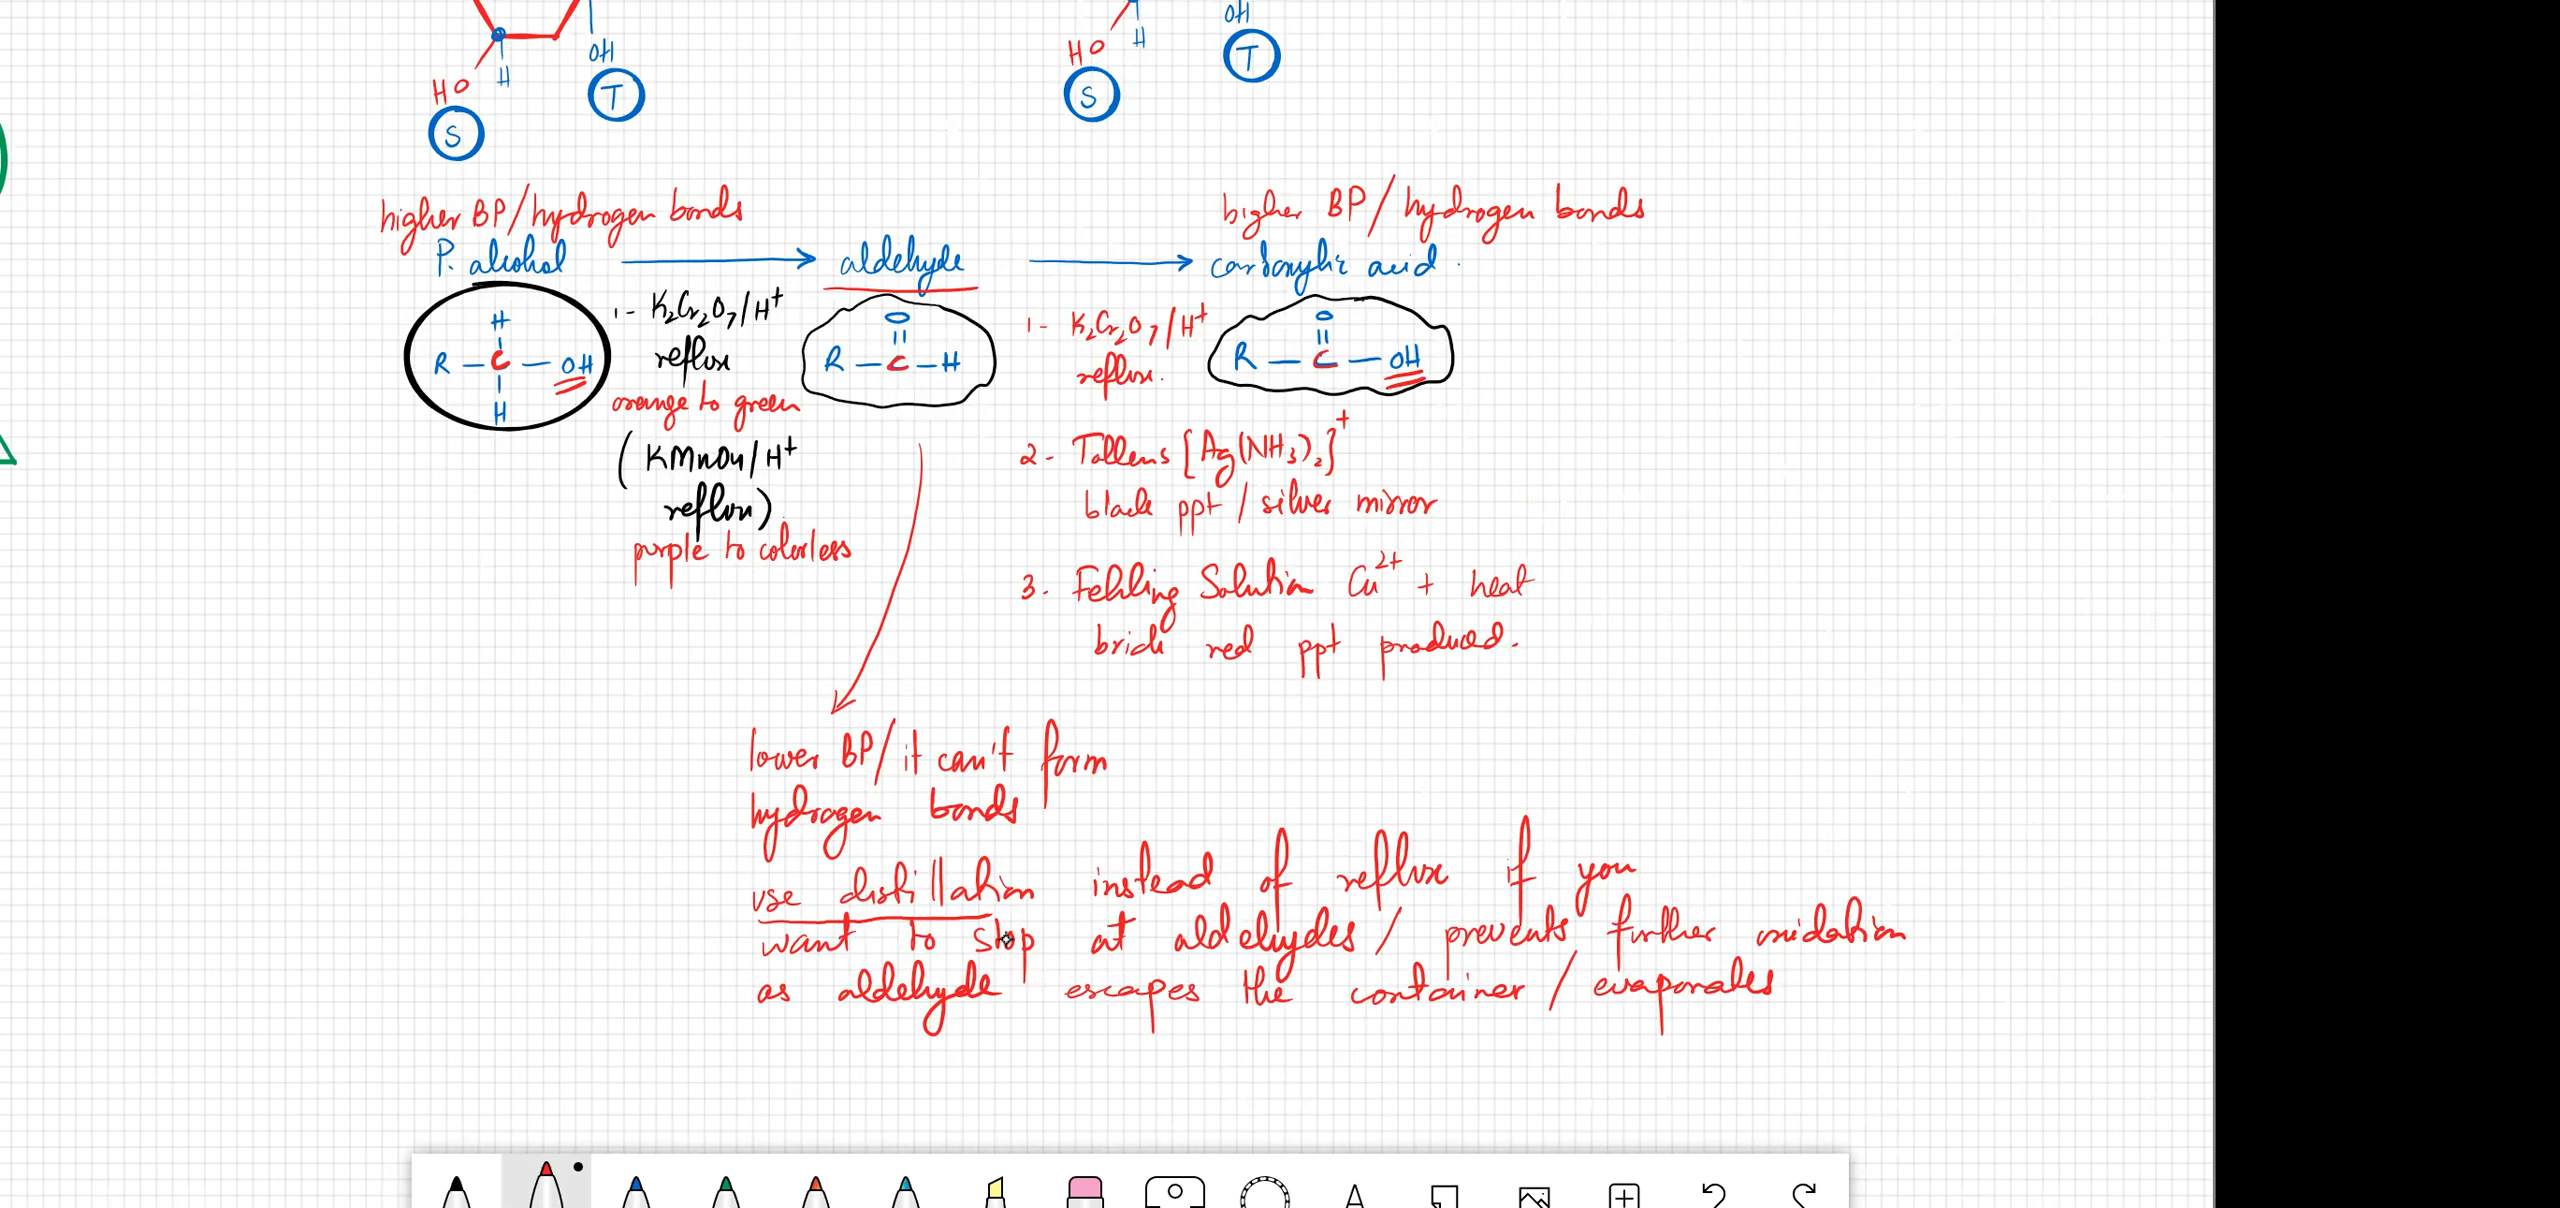 OH
OH
HO H
HO H
T
T
S
S
higher BP/hydrogen bonds
higher BP/hydrogen bonds
P. alcohol
aldehyde
carboxylic acid.
H
R — C — OH
H
1- K₂Cr₂O₇/H⁺
reflux
orange to green
(KMnO₄/H⁺
reflux)
purple to colorless
O
R — C — H
1- K₂Cr₂O₇/H⁺
reflux.
O
R — C — OH
2- Tollens [Ag(NH₃)₂]⁺
black ppt / silver mirror
3. Fehling Solution Cu²⁺ + heat
brick red ppt produced.
lower BP/it can't form
hydrogen bonds
use distillation instead of reflux if you
want to stop at aldehydes / prevents further oxidation
as aldehyde escapes the container / evaporates